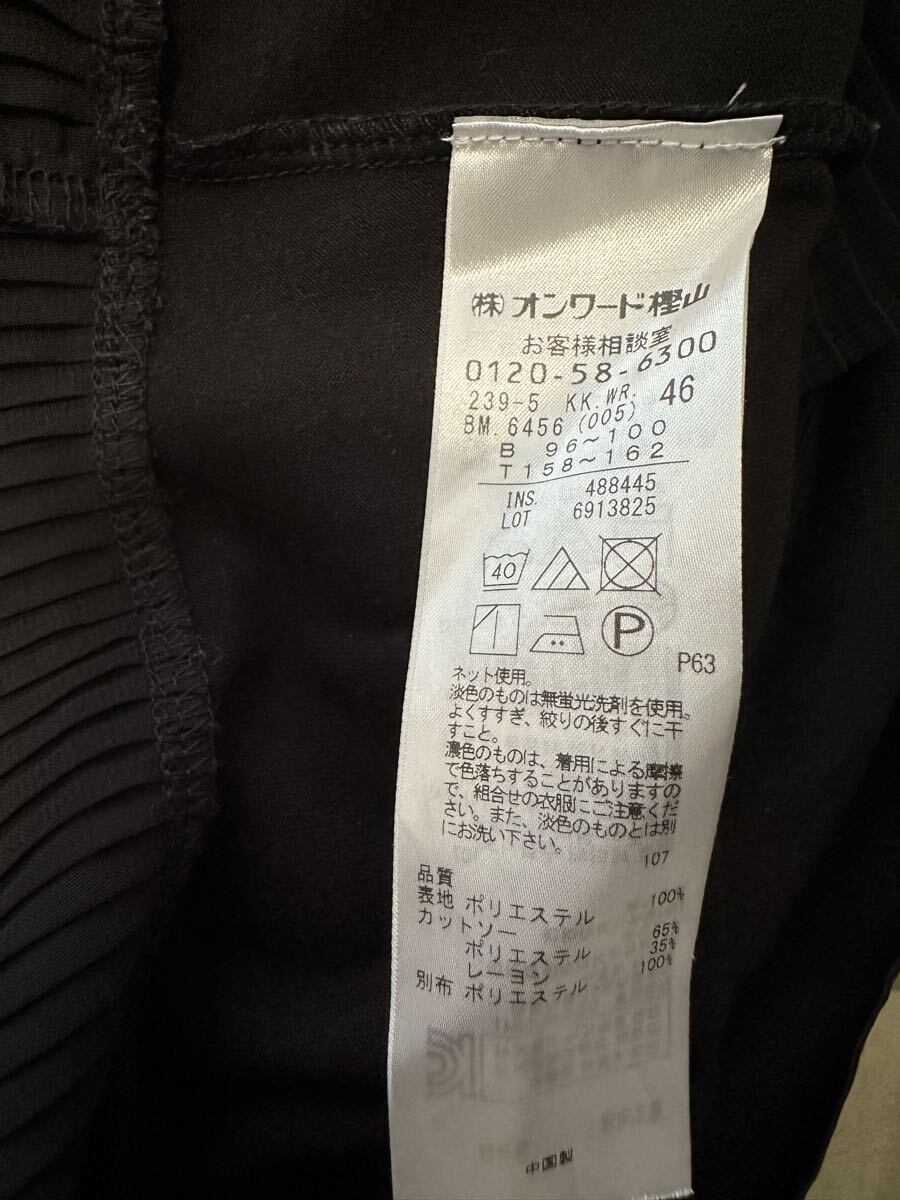 (株)オンワード樫山
お客様相談室
0120-58-6300
239-5 KK.WR. 46
BM.6456 (005)
B 96〜100
T 158〜162
INS. 488445
LOT 6913825
40
P
P63
ネット使用。
淡色のものは無蛍光洗剤を使用。
よくすすぎ、絞りの後すぐに干
すこと。
濃色のものは、着用による摩擦
で色落ちすることがありますの
で、組合せの衣服にご注意くだ
さい。また、淡色のものとは別
にお洗い下さい。
107
品質
表地 ポリエステル 100%
カットソー
ポリエステル 65%
レーヨン 35%
別布 ポリエステル 100%
中国製